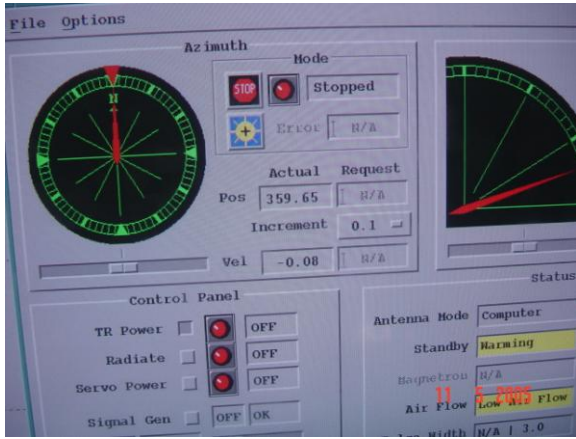 File Options
Azimuth
Mode
N
STOP
Stopped
Error N/A
Actual Request
Pos 359.65 N/A
Increment 0.1
Vel -0.08 N/A
Control Panel
TR Power OFF
Radiate OFF
Servo Power OFF
Signal Gen OFF OK
Status
Antenna Mode Computer
Standby Warming
Magnetron N/A
Air Flow Low Air Flow
Width N/A | 3.0
11 5 2005